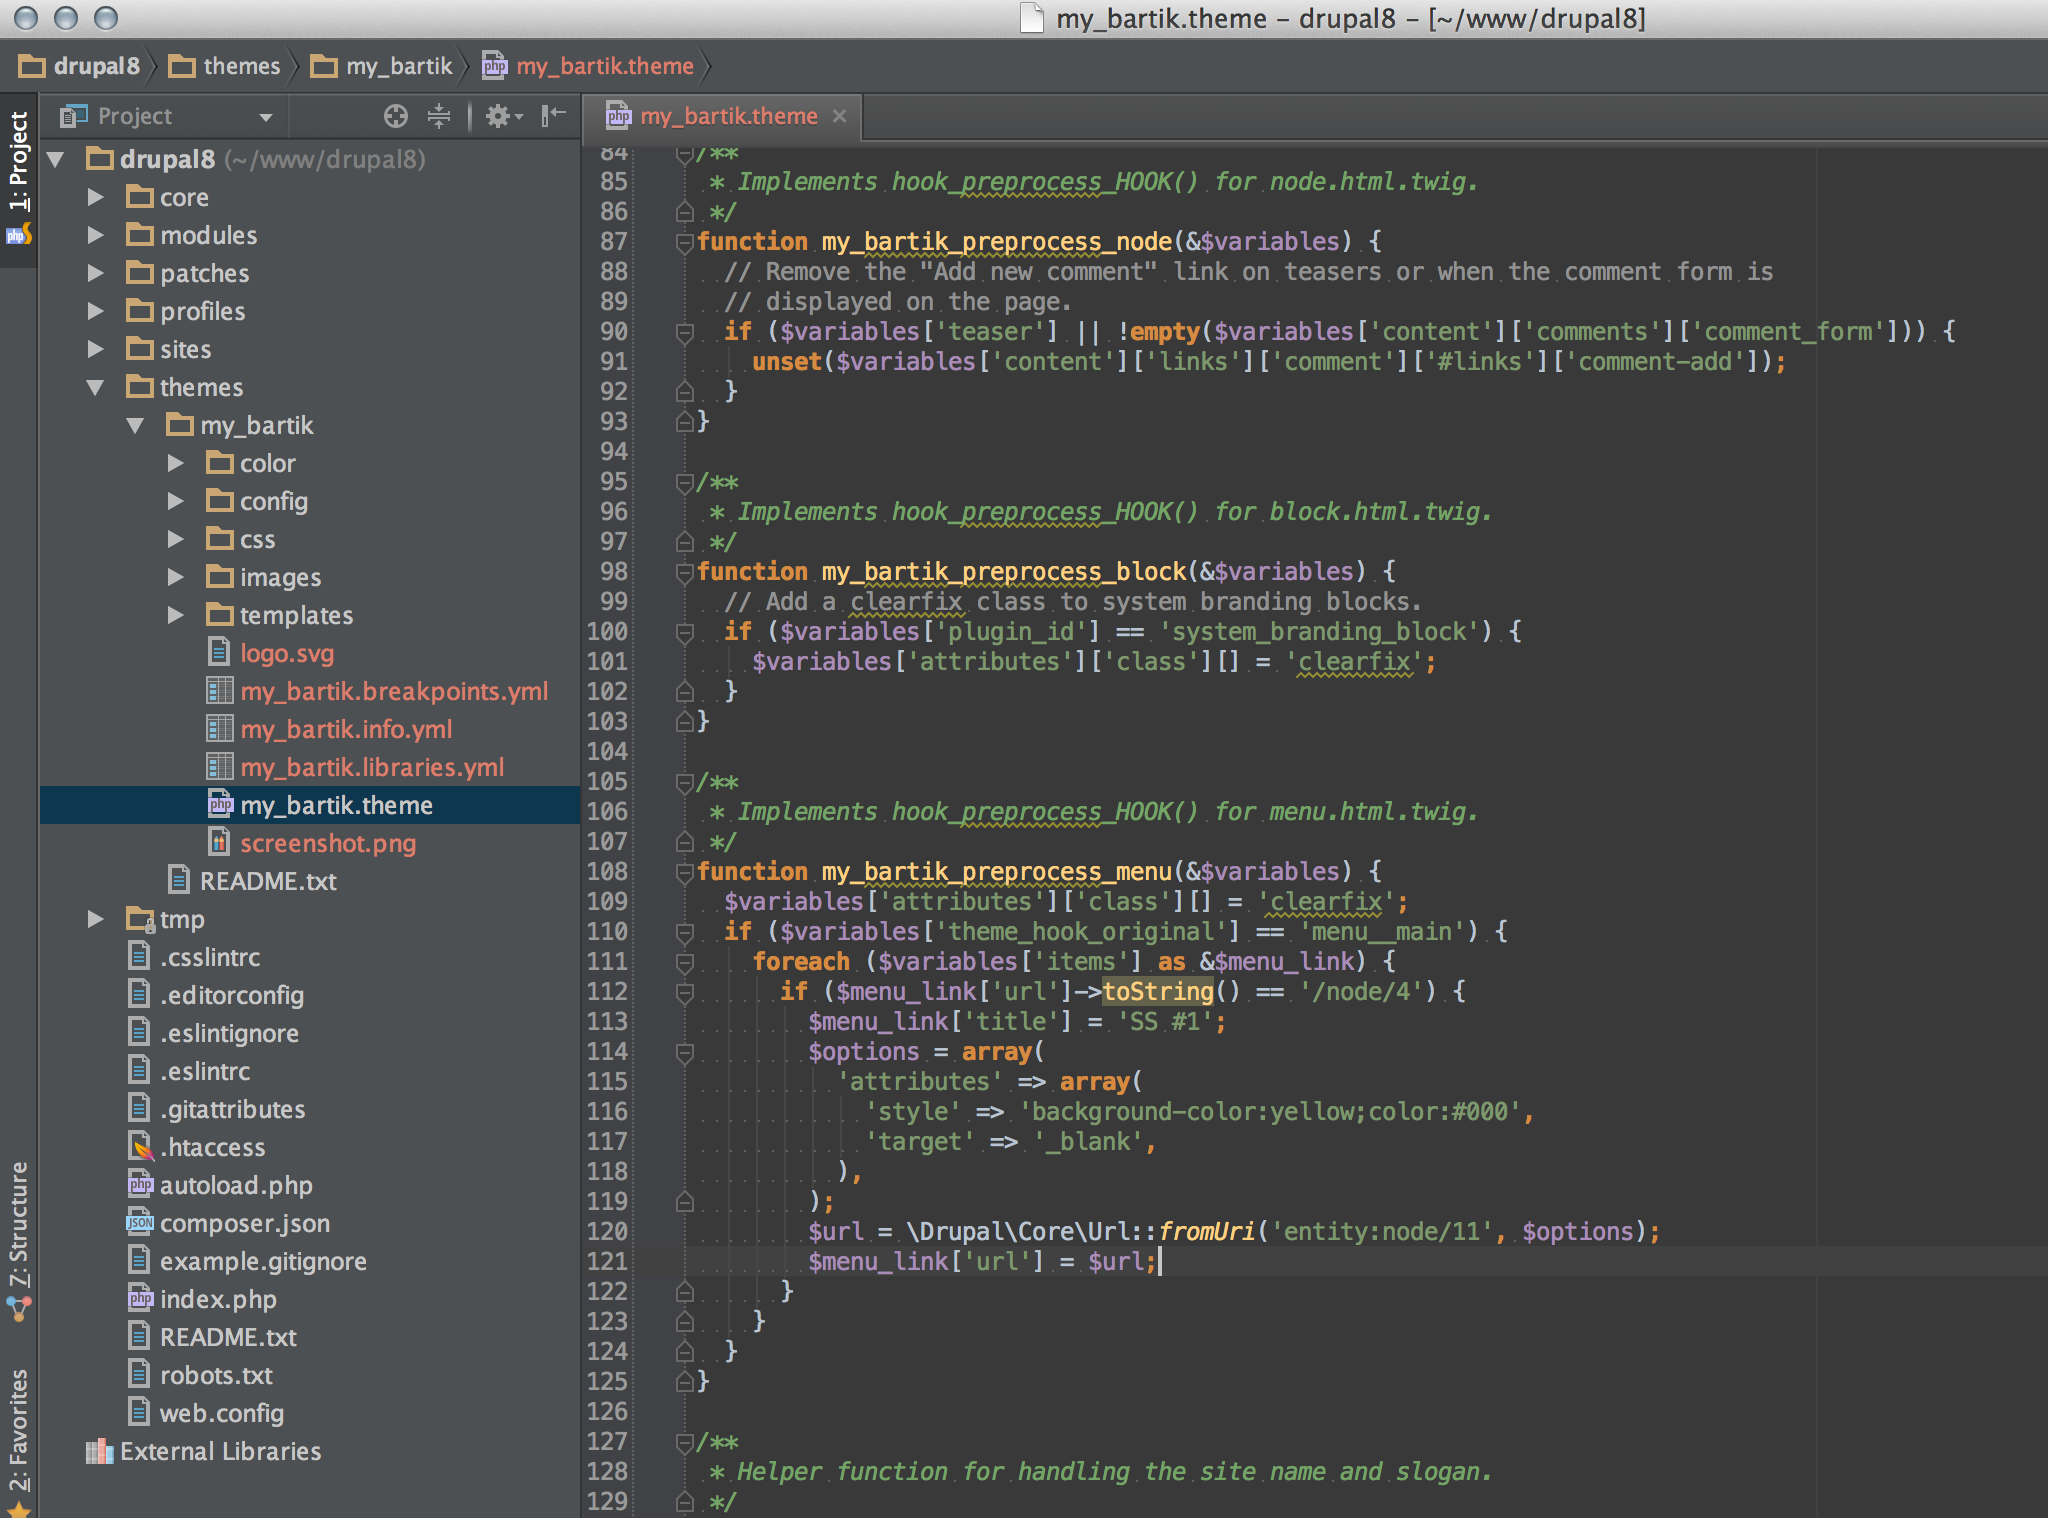 my_bartik.theme – drupal8 – [~/www/drupal8]
drupal8 themes my_bartik my_bartik.theme
1: Project
7: Structure
2: Favorites
Project
drupal8 (~/www/drupal8)
core
modules
patches
profiles
sites
themes
my_bartik
color
config
css
images
templates
logo.svg
my_bartik.breakpoints.yml
my_bartik.info.yml
my_bartik.libraries.yml
my_bartik.theme
screenshot.png
README.txt
tmp
.csslintrc
.editorconfig
.eslintignore
.eslintrc
.gitattributes
.htaccess
autoload.php
composer.json
example.gitignore
index.php
README.txt
robots.txt
web.config
External Libraries
my_bartik.theme
84 /**
85  * Implements hook_preprocess_HOOK() for node.html.twig.
86  */
87 function my_bartik_preprocess_node(&$variables) {
88   // Remove the "Add new comment" link on teasers or when the comment form is
89   // displayed on the page.
90   if ($variables['teaser'] || !empty($variables['content']['comments']['comment_form'])) {
91     unset($variables['content']['links']['comment']['#links']['comment-add']);
92   }
93 }
94
95 /**
96  * Implements hook_preprocess_HOOK() for block.html.twig.
97  */
98 function my_bartik_preprocess_block(&$variables) {
99   // Add a clearfix class to system branding blocks.
100   if ($variables['plugin_id'] == 'system_branding_block') {
101     $variables['attributes']['class'][] = 'clearfix';
102   }
103 }
104
105 /**
106  * Implements hook_preprocess_HOOK() for menu.html.twig.
107  */
108 function my_bartik_preprocess_menu(&$variables) {
109   $variables['attributes']['class'][] = 'clearfix';
110   if ($variables['theme_hook_original'] == 'menu__main') {
111     foreach ($variables['items'] as &$menu_link) {
112       if ($menu_link['url']->toString() == '/node/4') {
113         $menu_link['title'] = 'SS #1';
114         $options = array(
115           'attributes' => array(
116             'style' => 'background-color:yellow;color:#000',
117             'target' => '_blank',
118           ),
119         );
120         $url = \Drupal\Core\Url::fromUri('entity:node/11', $options);
121         $menu_link['url'] = $url;
122       }
123     }
124   }
125 }
126
127 /**
128  * Helper function for handling the site name and slogan.
129  */